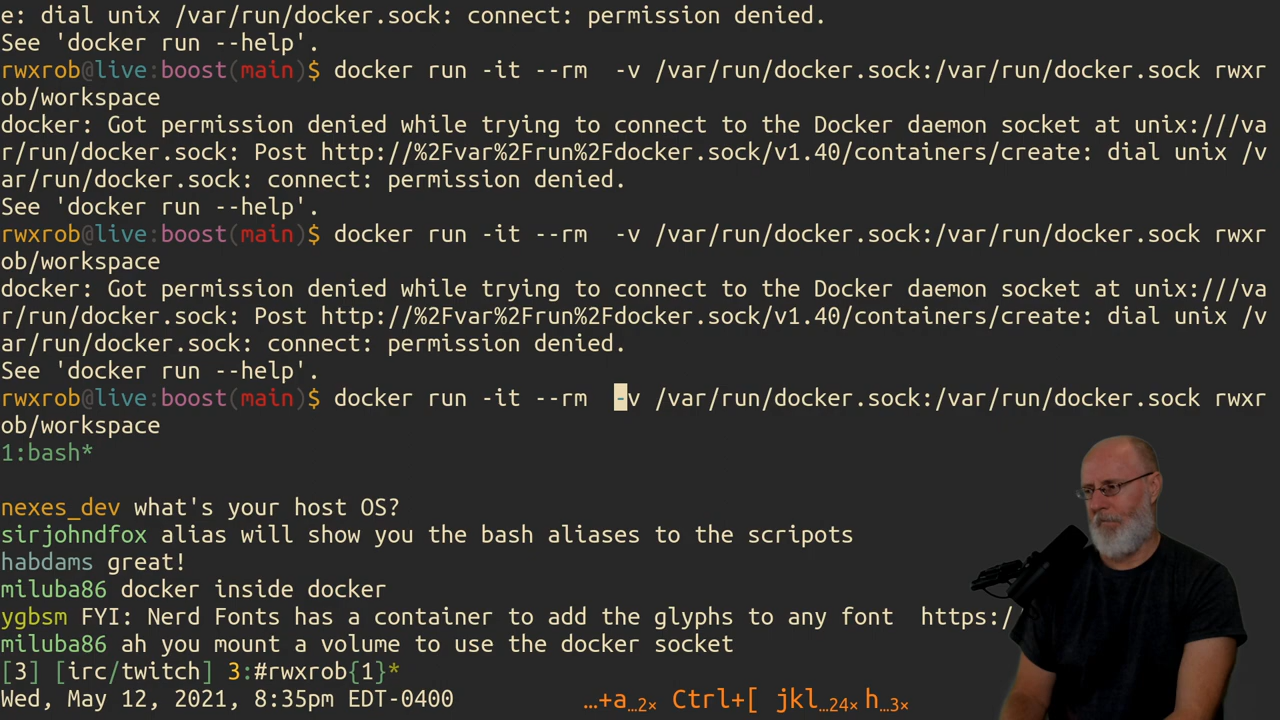 e: dial unix /var/run/docker.sock: connect: permission denied.
See 'docker run --help'.
rwxrob@live:boost(main)$ docker run -it --rm  -v /var/run/docker.sock:/var/run/docker.sock rwxr
ob/workspace
docker: Got permission denied while trying to connect to the Docker daemon socket at unix:///va
r/run/docker.sock: Post http://%2Fvar%2Frun%2Fdocker.sock/v1.40/containers/create: dial unix /v
ar/run/docker.sock: connect: permission denied.
See 'docker run --help'.
rwxrob@live:boost(main)$ docker run -it --rm  -v /var/run/docker.sock:/var/run/docker.sock rwxr
ob/workspace
docker: Got permission denied while trying to connect to the Docker daemon socket at unix:///va
r/run/docker.sock: Post http://%2Fvar%2Frun%2Fdocker.sock/v1.40/containers/create: dial unix /v
ar/run/docker.sock: connect: permission denied.
See 'docker run --help'.
rwxrob@live:boost(main)$ docker run -it --rm  -v /var/run/docker.sock:/var/run/docker.sock rwxr
ob/workspace
1:bash*
nexes_dev what's your host OS?
sirjohndfox alias will show you the bash aliases to the scripots
habdams great!
miluba86 docker inside docker
ygbsm FYI: Nerd Fonts has a container to add the glyphs to any font  https:/
miluba86 ah you mount a volume to use the docker socket
[3] [irc/twitch] 3:#rwxrob{1}*
Wed, May 12, 2021, 8:35pm EDT-0400 …+a…2× Ctrl+[ jkl…24× h…3×